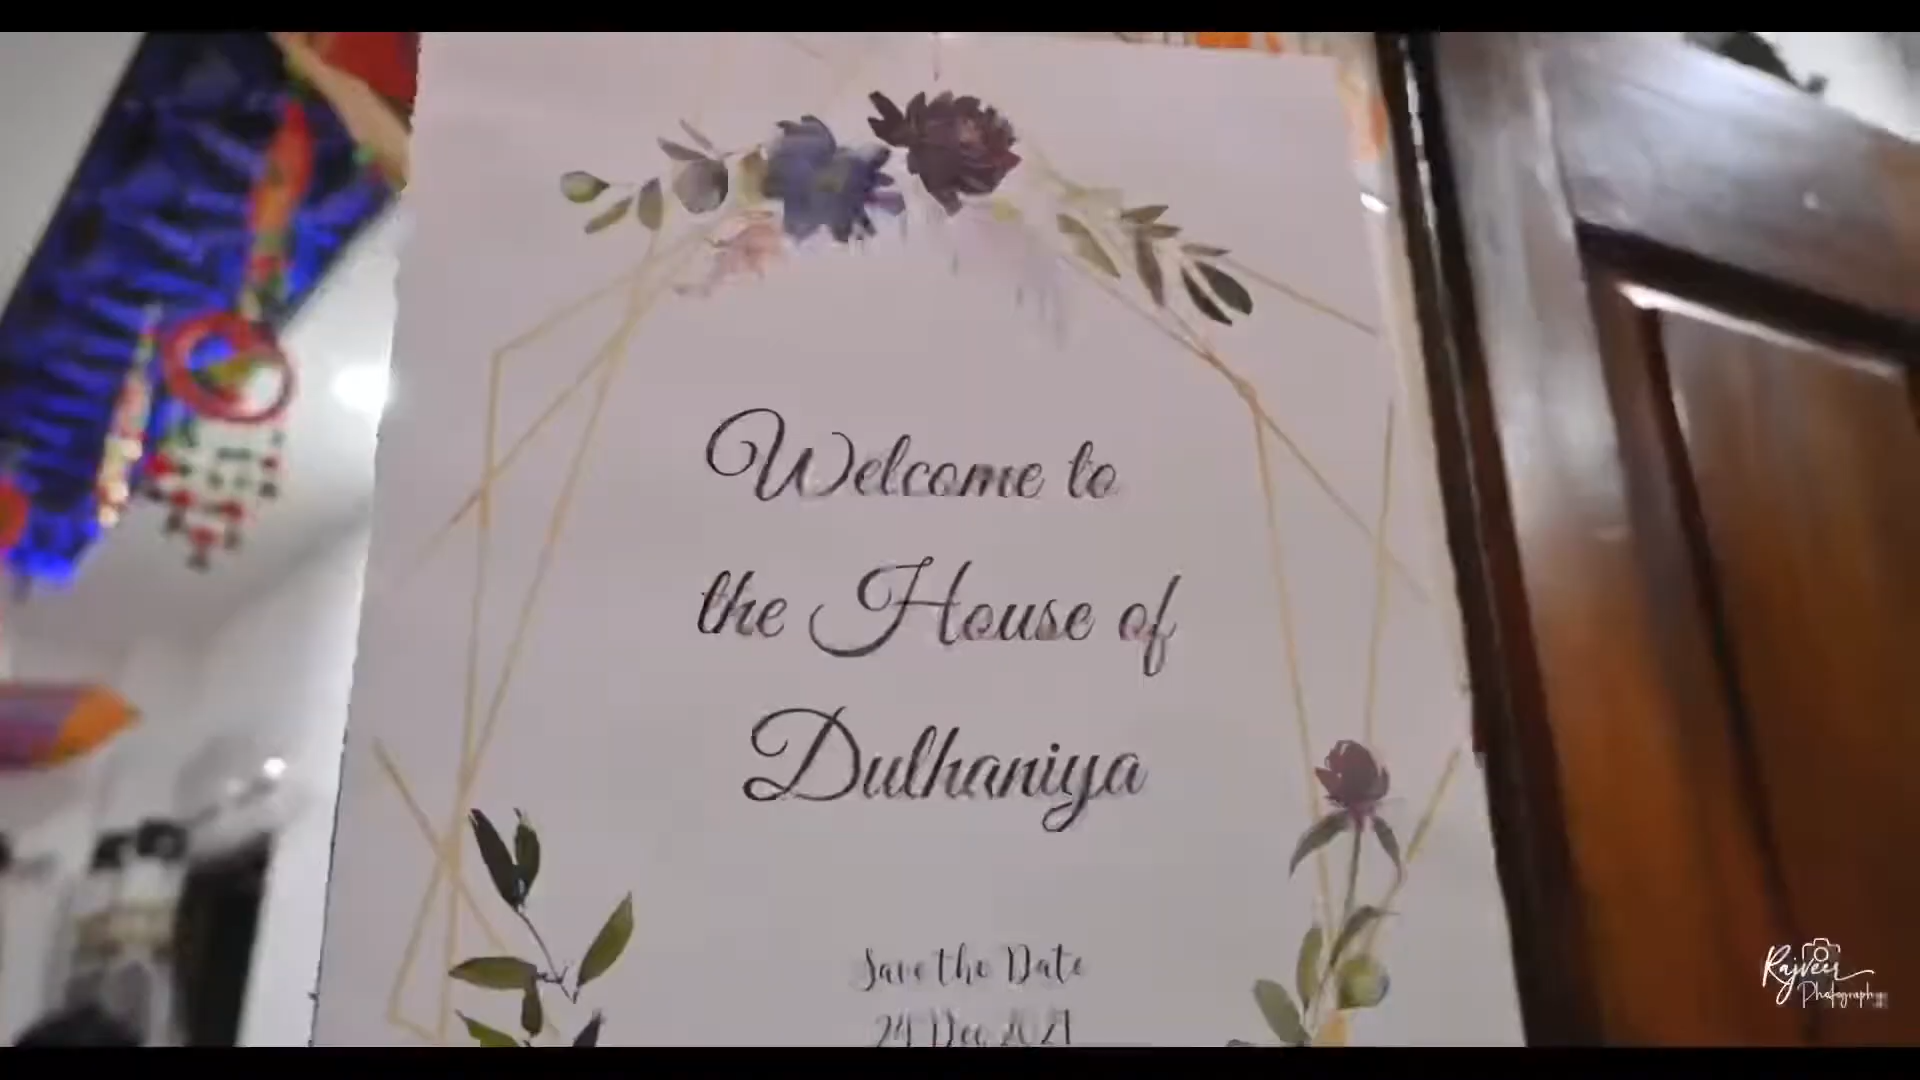 Welcome to
the House of
Dulhaniya
Save the Date
24 Dec 2021
Rajveer
Photography